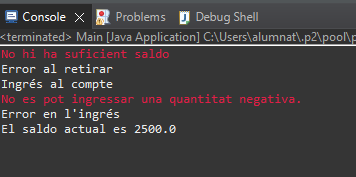 Console Problems Debug Shell
<terminated> Main [Java Application] C:\Users\alumnat\.p2\pool\p
No hi ha suficient saldo
Error al retirar
Ingrés al compte
No es pot ingressar una quantitat negativa.
Error en l'ingrés
El saldo actual es 2500.0